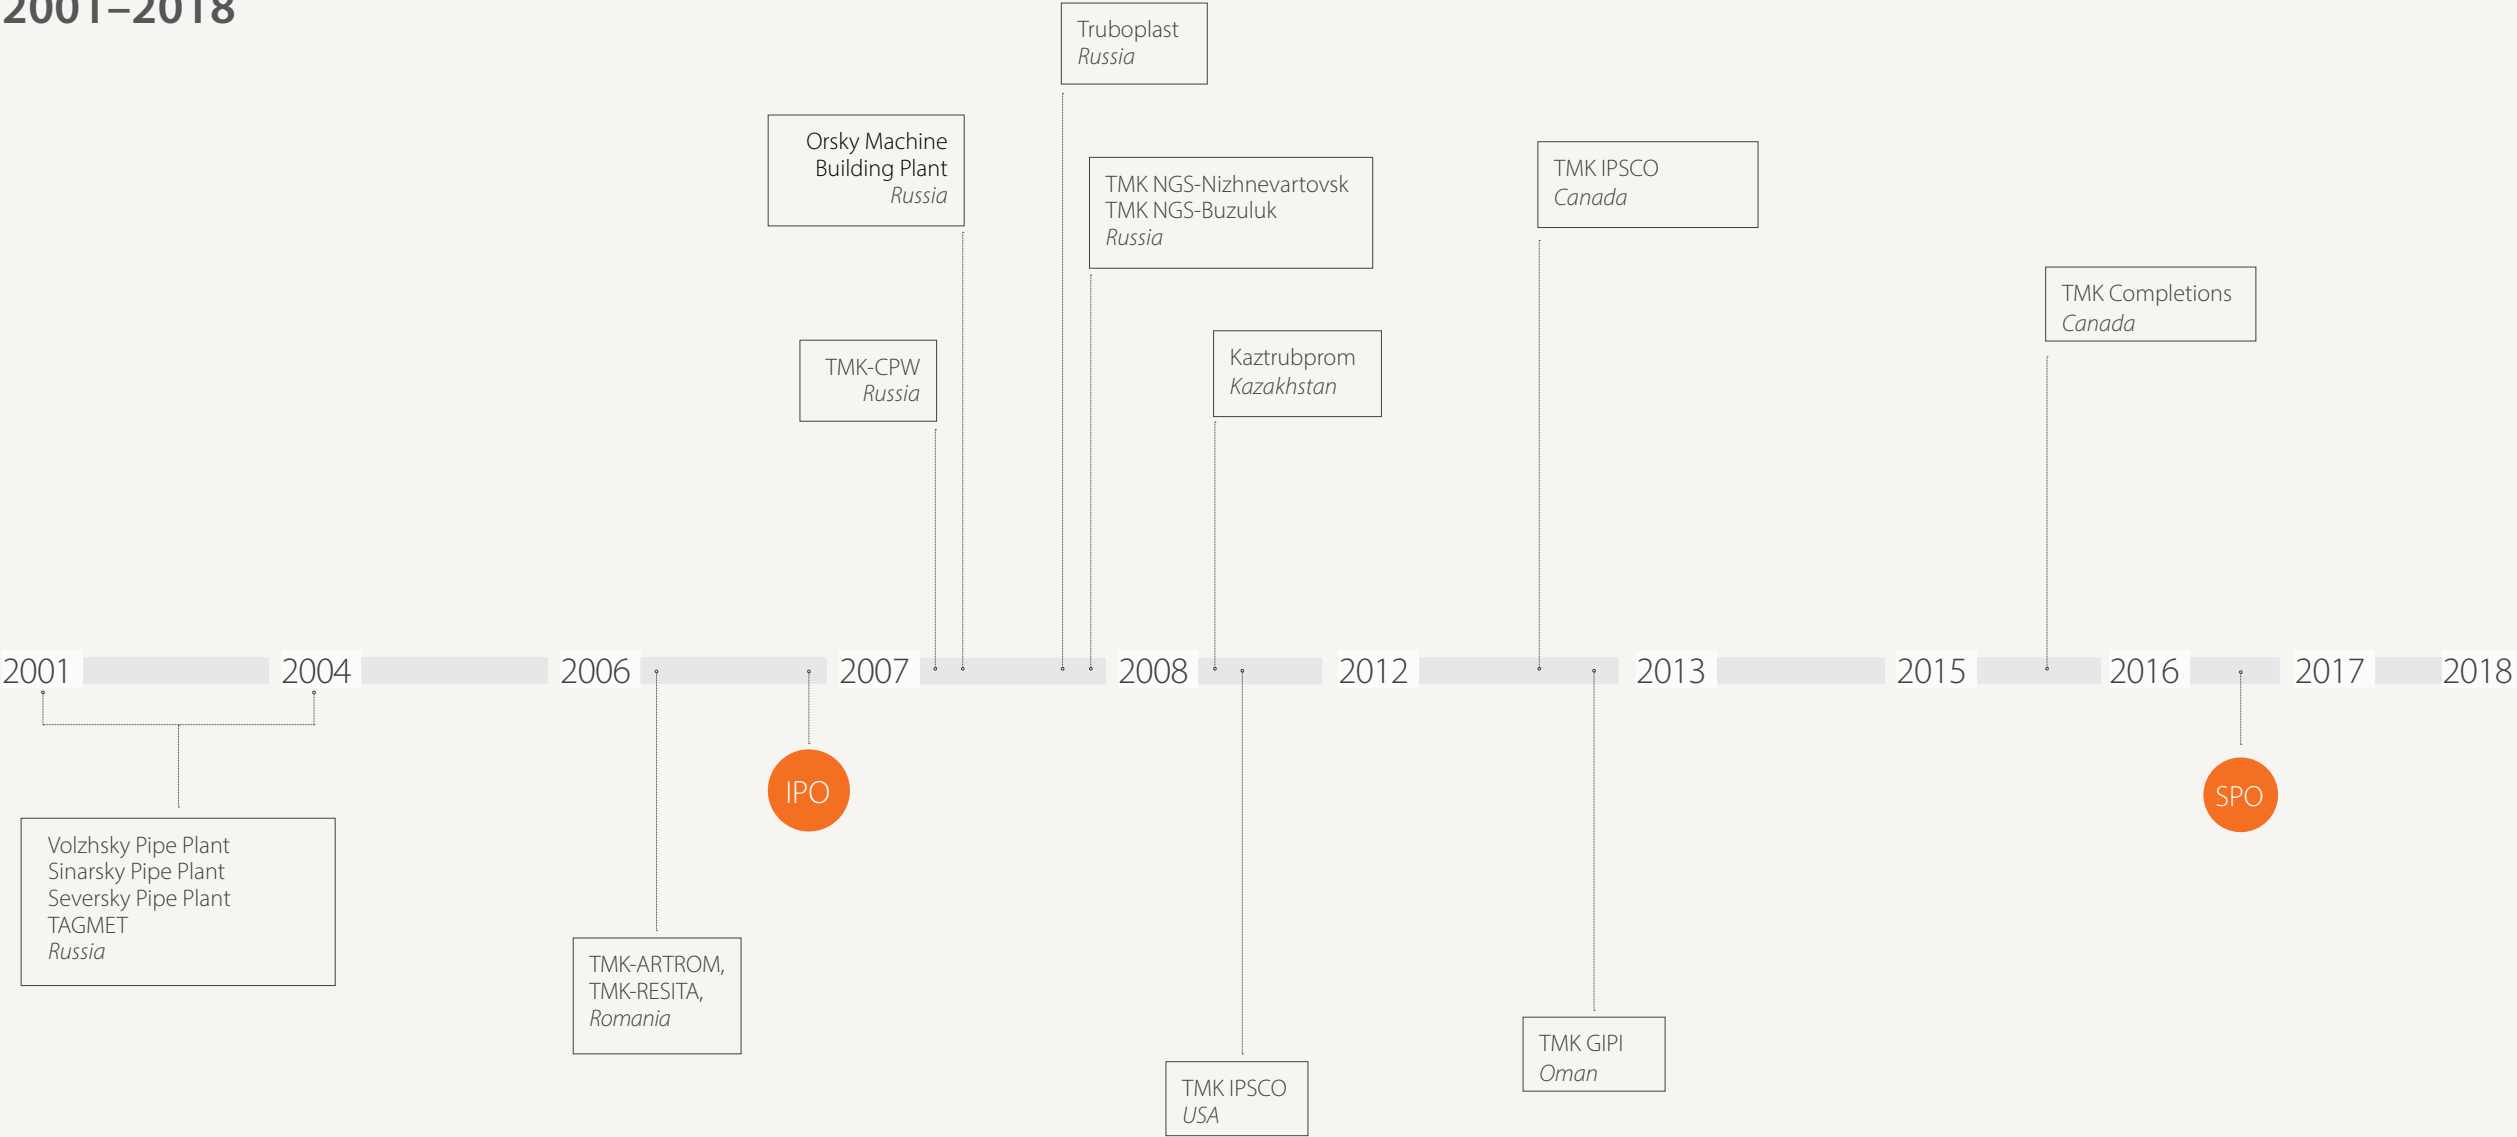 2001–2018
Truboplast
Russia
Orsky Machine
Building Plant
Russia
TMK NGS-Nizhnevartovsk
TMK NGS-Buzuluk
Russia
TMK IPSCO
Canada
TMK Completions
Canada
TMK-CPW
Russia
Kaztrubprom
Kazakhstan
2001
2004
2006
2007
2008
2012
2013
2015
2016
2017
2018
IPO
SPO
Volzhsky Pipe Plant
Sinarsky Pipe Plant
Seversky Pipe Plant
TAGMET
Russia
TMK-ARTROM,
TMK-RESITA,
Romania
TMK GIPI
Oman
TMK IPSCO
USA